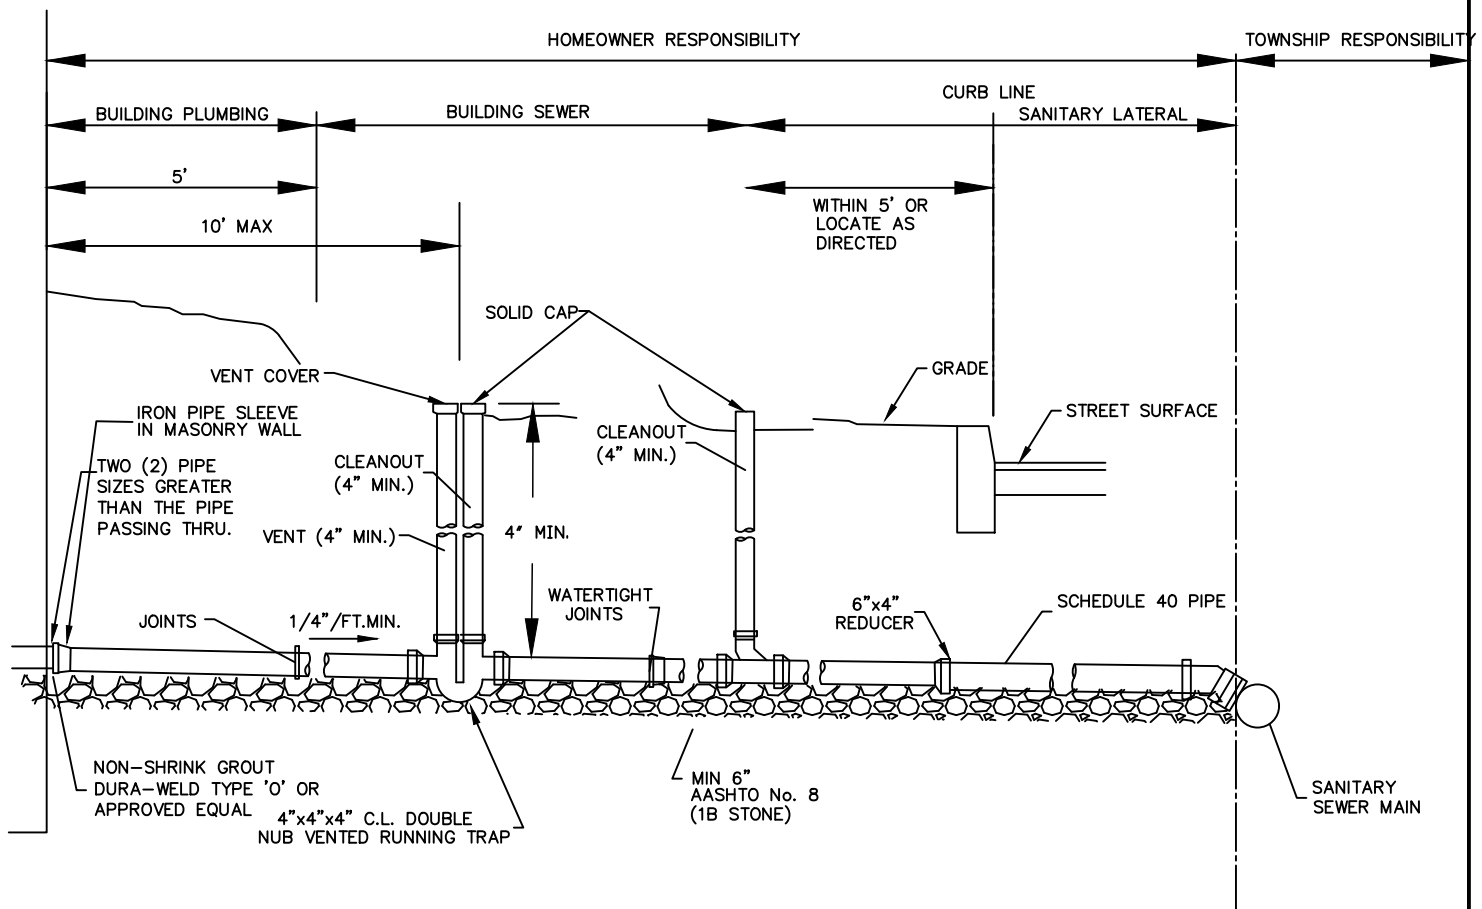 HOMEOWNER RESPONSIBILITY
TOWNSHIP RESPONSIBILITY
CURB LINE
BUILDING PLUMBING
BUILDING SEWER
SANITARY LATERAL
5'
WITHIN 5' OR
LOCATE AS
DIRECTED
10' MAX
SOLID CAP
VENT COVER
GRADE
IRON PIPE SLEEVE
IN MASONRY WALL
STREET SURFACE
CLEANOUT
(4" MIN.)
TWO (2) PIPE
SIZES GREATER
THAN THE PIPE
PASSING THRU.
CLEANOUT
(4" MIN.)
VENT (4" MIN.)
4" MIN.
WATERTIGHT
JOINTS
6"x4"
REDUCER
SCHEDULE 40 PIPE
JOINTS
1/4"/FT.MIN.
NON-SHRINK GROUT
DURA-WELD TYPE 'O' OR
APPROVED EQUAL
4"x4"x4" C.L. DOUBLE
NUB VENTED RUNNING TRAP
MIN 6"
AASHTO No. 8
(1B STONE)
SANITARY
SEWER MAIN